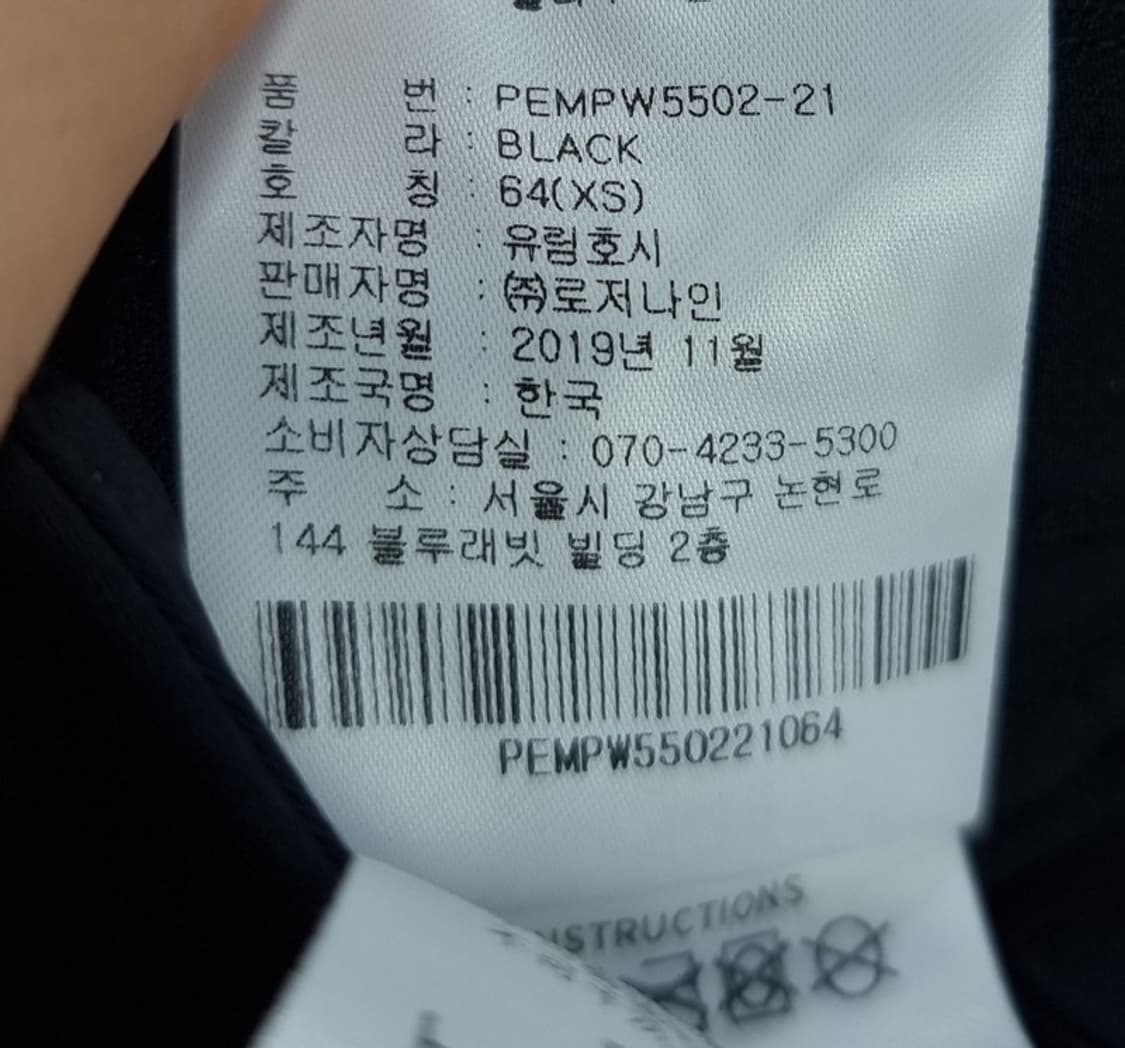 품 번 : PEMPW5502-21
칼 라 : BLACK
호 칭 : 64(XS)
제조자명 : 유림호시
판매자명 : ㈜로저나인
제조년월 : 2019년 11월
제조국명 : 한국
소비자상담실 : 070-4233-5300
주 소 : 서울시 강남구 논현로
144 블루래빗 빌딩 2층
PEMPW550221064